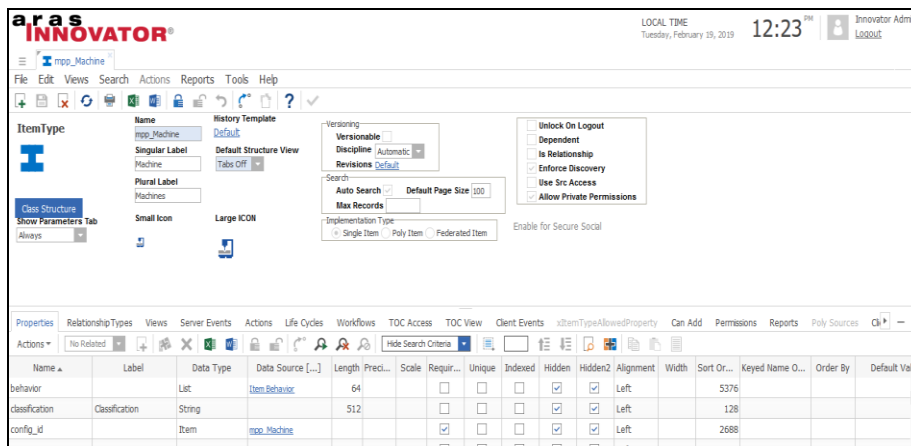 aras
INNOVATOR®
LOCAL TIME
Tuesday, February 19, 2019
12:23 PM
Innovator Admi
Logout
mpp_Machine
File Edit Views Search Actions Reports Tools Help
ItemType
Name
mpp_Machine
History Template
Default
Singular Label
Machine
Default Structure View
Tabs Off
Plural Label
Machines
Class Structure
Show Parameters Tab
Always
Small Icon
Large ICON
Versioning
Versionable
Discipline Automatic
Revisions Default
Search
Auto Search Default Page Size 100
Max Records
Implementation Type
Single Item Poly Item Federated Item
Unlock On Logout
Dependent
Is Relationship
Enforce Discovery
Use Src Access
Allow Private Permissions
Enable for Secure Social
Properties RelationshipTypes Views Server Events Actions Life Cycles Workflows TOC Access TOC View Client Events xItemTypeAllowedProperty Can Add Permissions Reports Poly Sources Cli
Actions No Related Hide Search Criteria
Name Label Data Type Data Source [...] Length Preci... Scale Requir... Unique Indexed Hidden Hidden2 Alignment Width Sort Or... Keyed Name O... Order By Default Val
behavior List Item Behavior 64 Left 5376
classification Classification String 512 Left 128
config_id Item mpp_Machine Left 2688